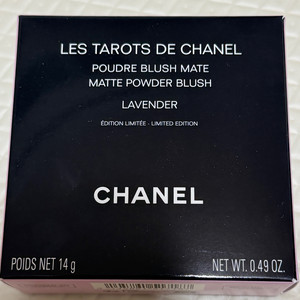 LES TAROTS DE CHANEL
POUDRE BLUSH MATE
MATTE POWDER BLUSH
LAVENDER
ÉDITION LIMITÉE - LIMITED EDITION
CHANEL
POIDS NET 14 g NET WT. 0.49 OZ.